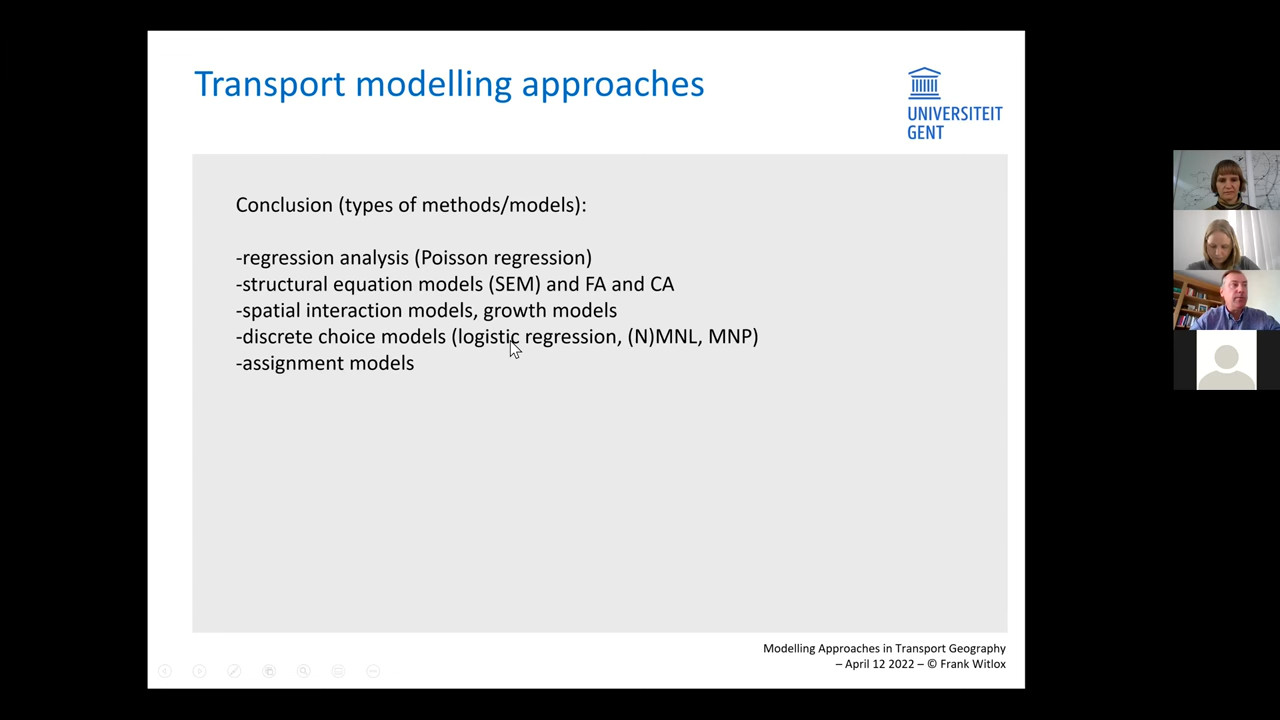 Transport modelling approaches
UNIVERSITEIT
GENT
Conclusion (types of methods/models):
-regression analysis (Poisson regression)
-structural equation models (SEM) and FA and CA
-spatial interaction models, growth models
-discrete choice models (logistic regression, (N)MNL, MNP)
-assignment models
Modelling Approaches in Transport Geography
– April 12 2022 – © Frank Witlox